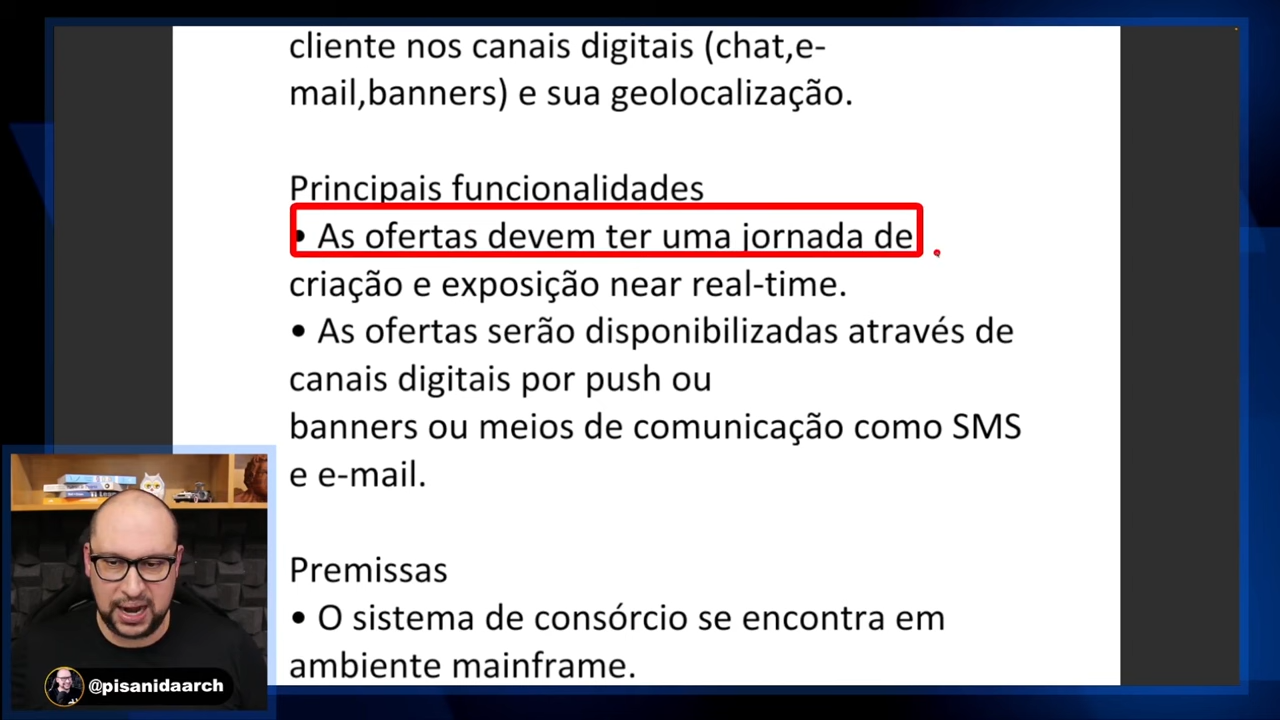 cliente nos canais digitais (chat,e-
mail,banners) e sua geolocalização.
Principais funcionalidades
• As ofertas devem ter uma jornada de
criação e exposição near real-time.
• As ofertas serão disponibilizadas através de
canais digitais por push ou
banners ou meios de comunicação como SMS
e e-mail.
Premissas
• O sistema de consórcio se encontra em
ambiente mainframe.
@pisanidaarch